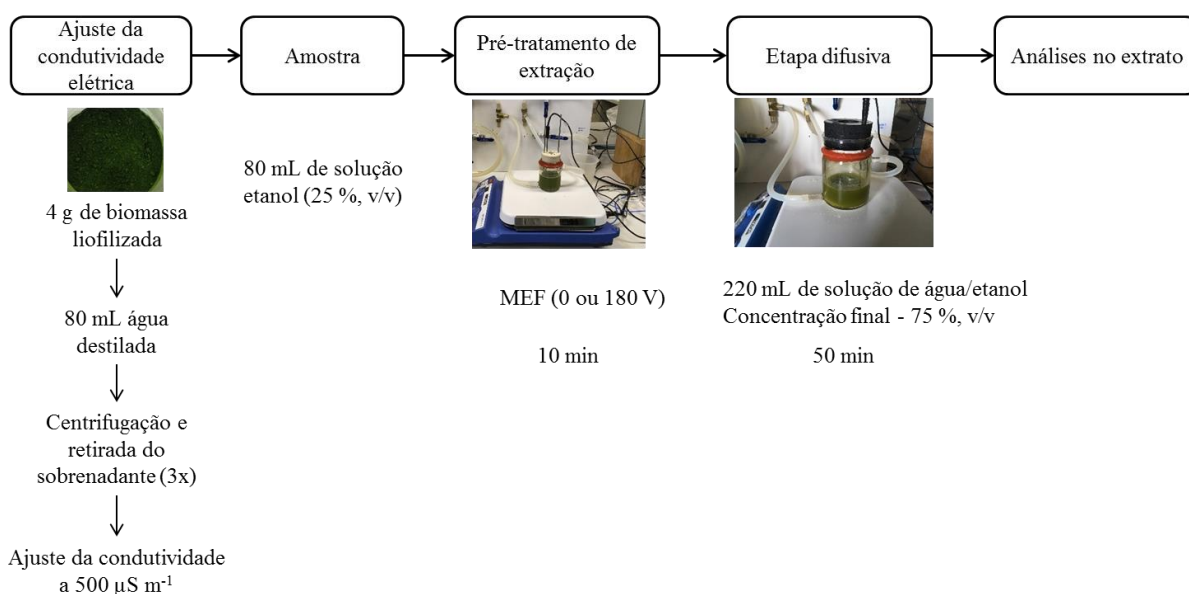 Ajuste da
condutividade
elétrica
Amostra
Pré-tratamento de
extração
Etapa difusiva
Análises no extrato
4 g de biomassa
liofilizada
80 mL água
destilada
Centrifugação e
retirada do
sobrenadante (3x)
Ajuste da condutividade
a 500 µS m⁻¹
80 mL de solução
etanol (25 %, v/v)
MEF (0 ou 180 V)
10 min
220 mL de solução de água/etanol
Concentração final - 75 %, v/v
50 min